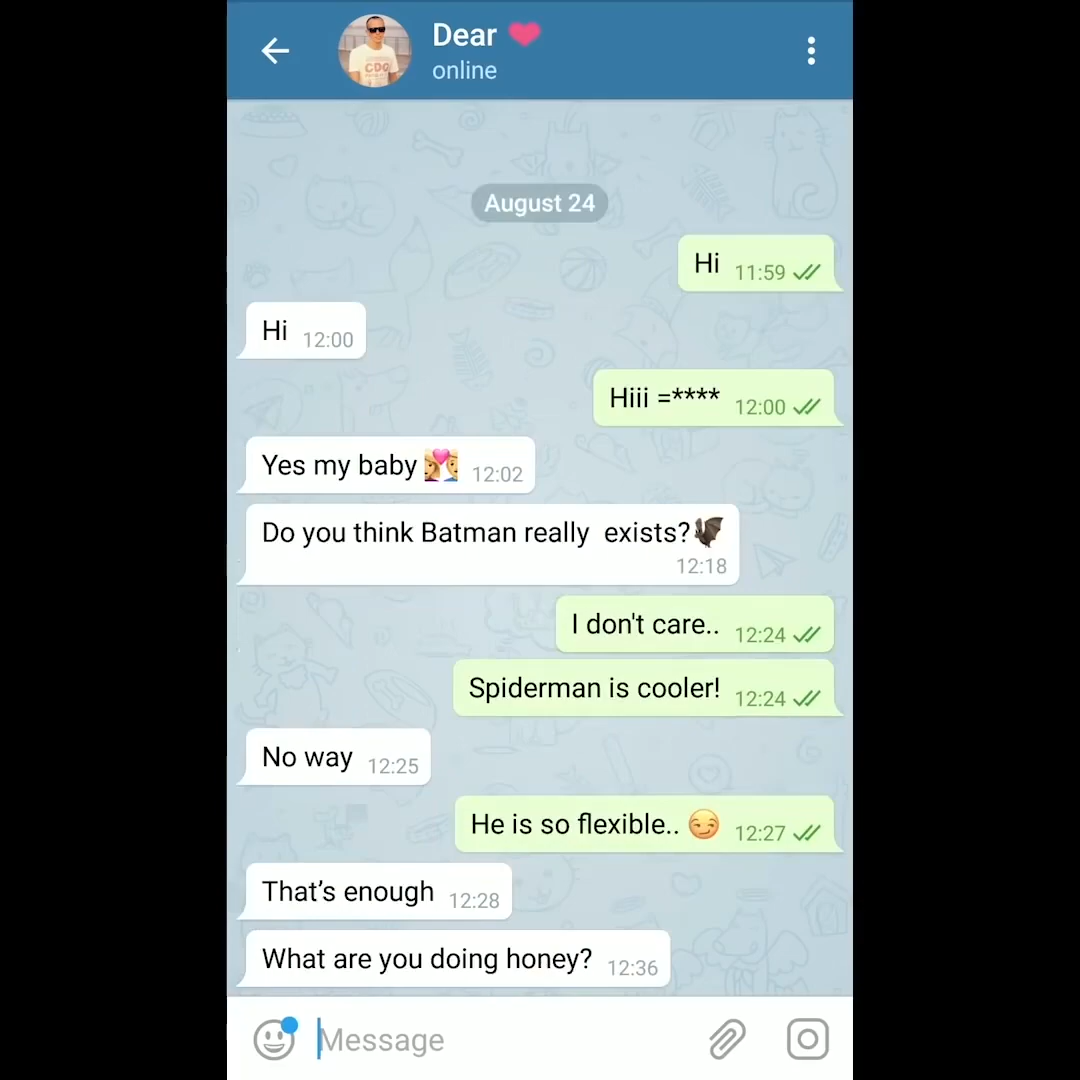 Dear ❤
online
August 24
Hi 11:59
Hi 12:00
Hiii =**** 12:00
Yes my baby 👩‍❤️‍👨 12:02
Do you think Batman really  exists?🦇
12:18
I don't care.. 12:24
Spiderman is cooler! 12:24
No way 12:25
He is so flexible.. 😏 12:27
That’s enough 12:28
What are you doing honey? 12:36
Message